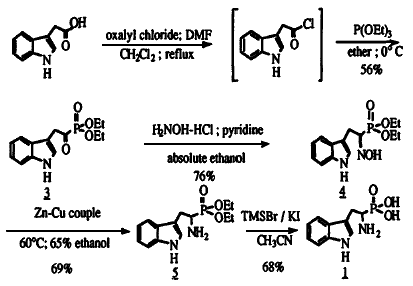 OH
O
N
H
oxalyl chloride; DMF
CH2Cl2 ; reflux
Cl
O
N
H
P(OEt)3
ether ; 0°C
56%
O
P OEt
OEt
O
N
H
3
H2NOH-HCl ; pyridine
absolute ethanol
76%
O
P OEt
OEt
NOH
N
H
4
Zn-Cu couple
60°C; 65% ethanol
69%
O
P OEt
OEt
NH2
N
H
5
TMSBr / KI
CH3CN
68%
O
P OH
OH
NH2
N
H
1